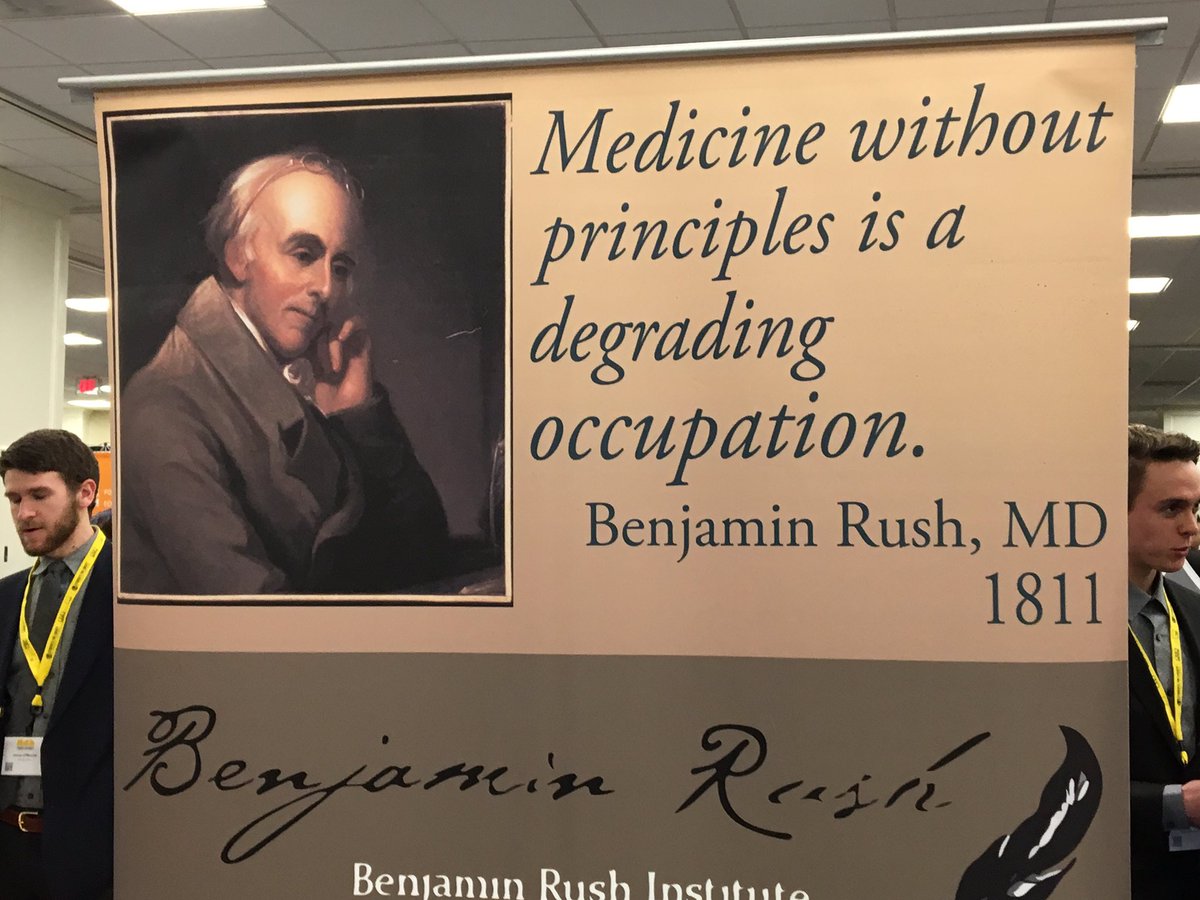 Medicine without
principles is a
degrading
occupation.
Benjamin Rush, MD
1811
Benjamin Rush
Benjamin Rush Institute